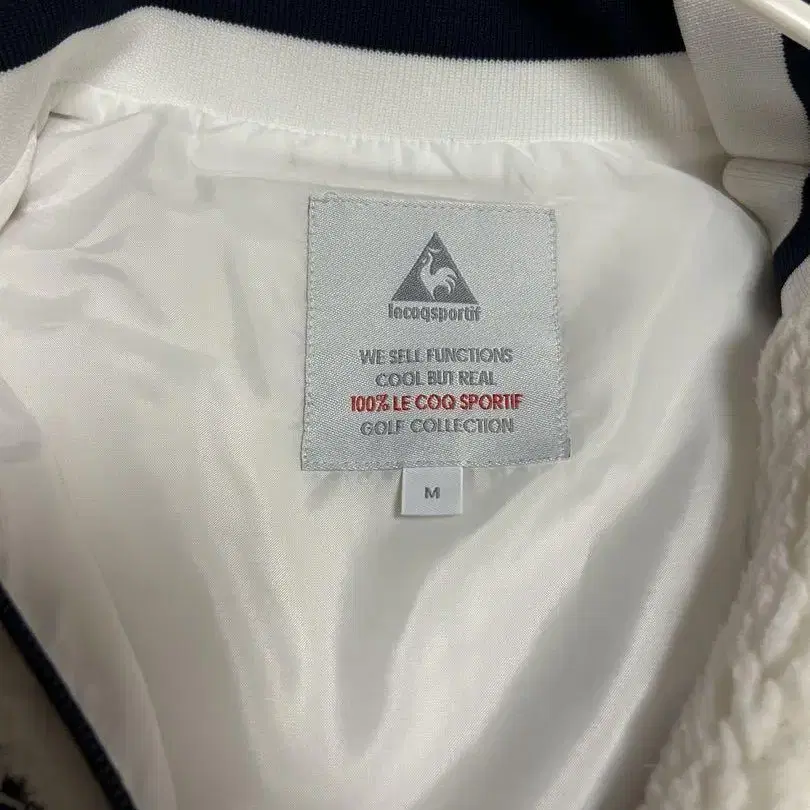 lecoqsportif
WE SELL FUNCTIONS
COOL BUT REAL
100% LE COQ SPORTIF
GOLF COLLECTION
M